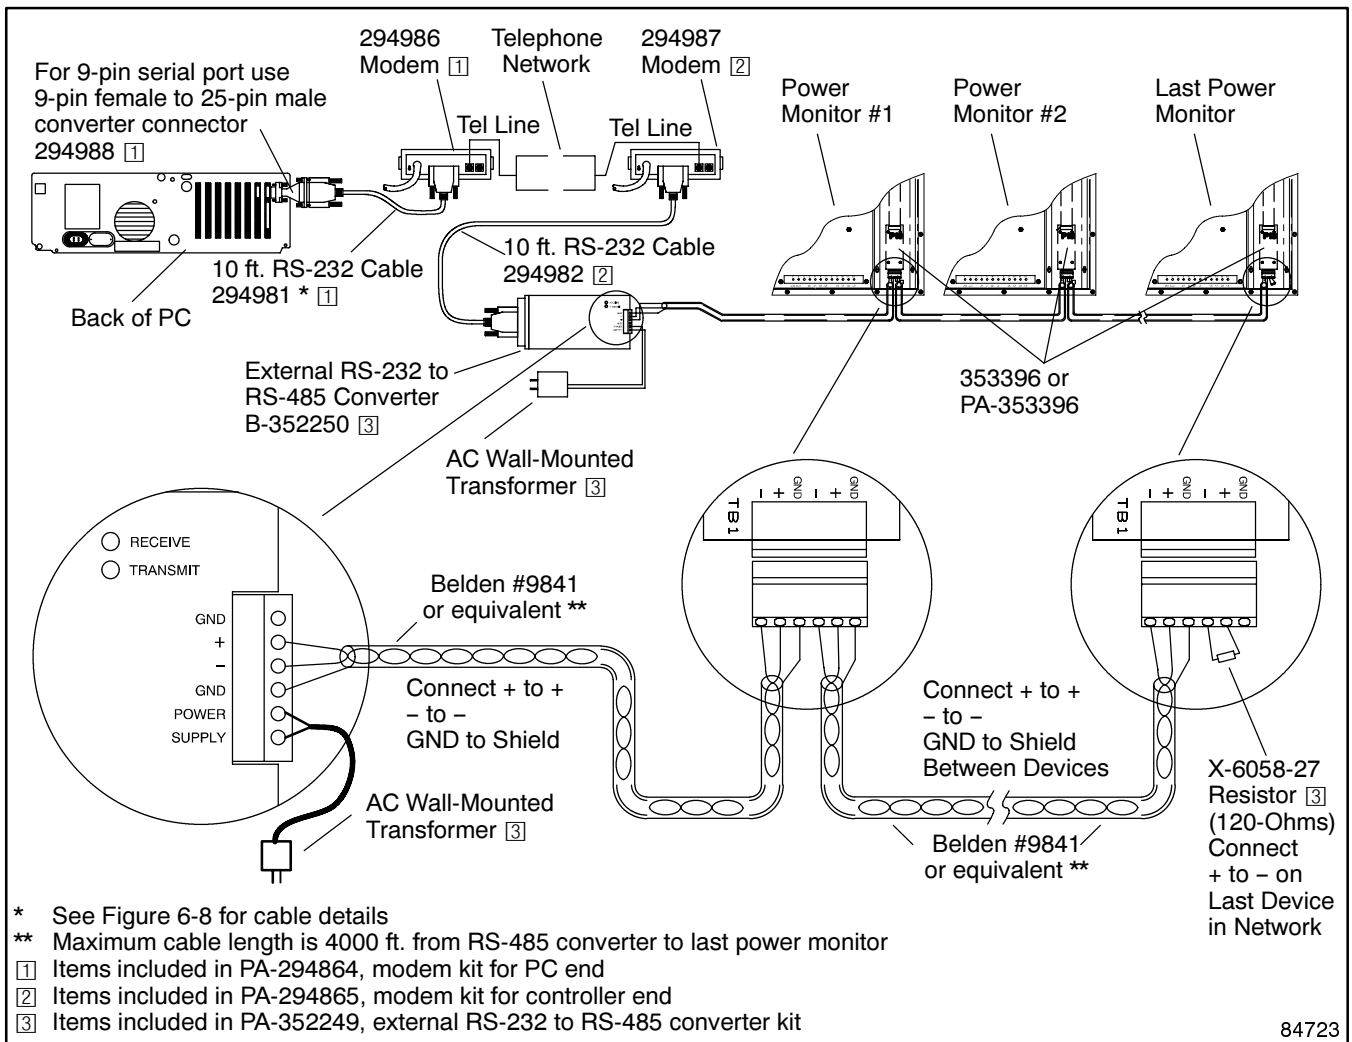 294986
Modem [1]
Telephone
Network
294987
Modem [2]
For 9-pin serial port use
9-pin female to 25-pin male
converter connector
294988 [1]
Tel Line
Tel Line
Power
Monitor #1
Power
Monitor #2
Last Power
Monitor
10 ft. RS-232 Cable
294981 * [1]
10 ft. RS-232 Cable
294982 [2]
Back of PC
External RS-232 to
RS-485 Converter
B-352250 [3]
353396 or
PA-353396
AC Wall-Mounted
Transformer [3]
TB1
– + GND – + GND
TB1
– + GND – + GND
RECEIVE
TRANSMIT
GND
+
–
GND
POWER
SUPPLY
Belden #9841
or equivalent **
Connect + to +
– to –
GND to Shield
Connect + to +
– to –
GND to Shield
Between Devices
X-6058-27
Resistor [3]
(120-Ohms)
Connect
+ to – on
Last Device
in Network
AC Wall-Mounted
Transformer [3]
Belden #9841
or equivalent **
* See Figure 6-8 for cable details
** Maximum cable length is 4000 ft. from RS-485 converter to last power monitor
[1] Items included in PA-294864, modem kit for PC end
[2] Items included in PA-294865, modem kit for controller end
[3] Items included in PA-352249, external RS-232 to RS-485 converter kit
84723